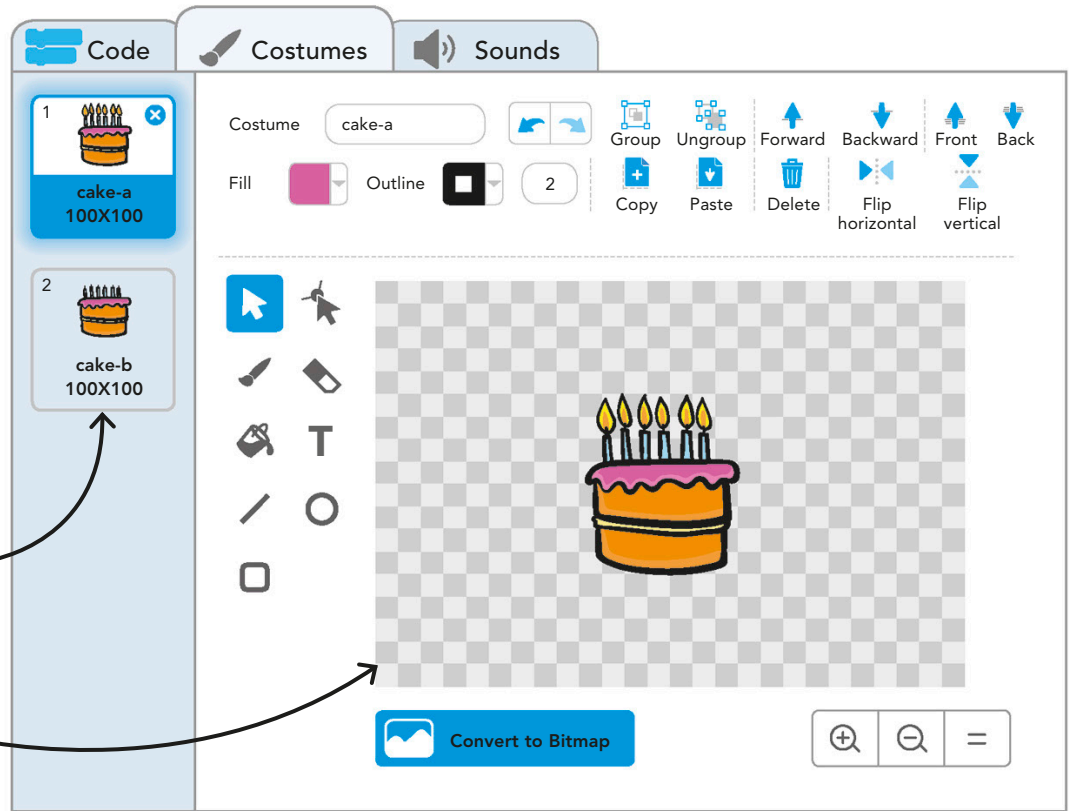 Code
Costumes
Sounds
1
cake-a
100X100
2
cake-b
100X100
Costume
cake-a
Group
Ungroup
Forward
Backward
Front
Back
Fill
Outline
2
Copy
Paste
Delete
Flip
horizontal
Flip
vertical
T
Convert to Bitmap